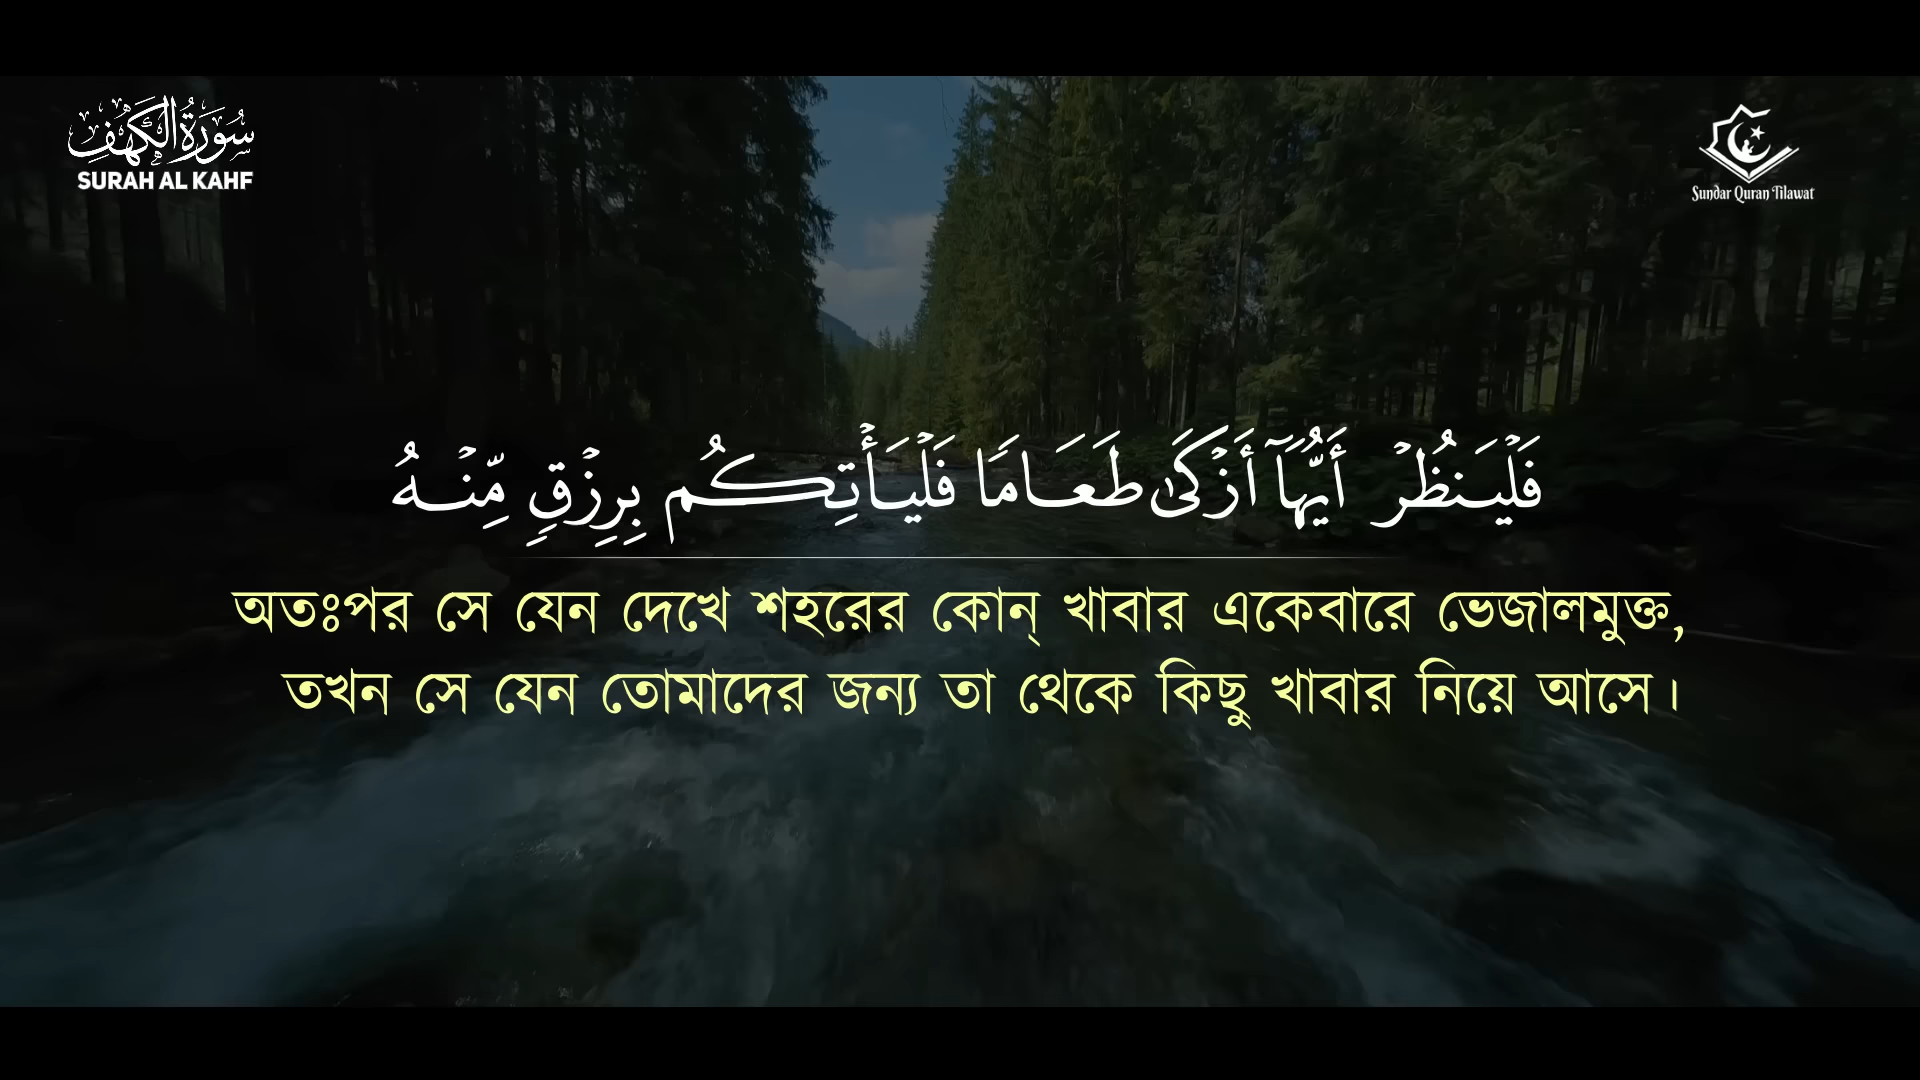 سُورَةُ الْكَهْفِ
SURAH AL KAHF
Sundar Quran Tilawat
فَلْيَنظُرْ أَيُّهَآ أَزْكَىٰ طَعَامًا فَلْيَأْتِكُم بِرِزْقٍ مِّنْهُ
অতঃপর সে যেন দেখে শহরের কোন্ খাবার একেবারে ভেজালমুক্ত,
তখন সে যেন তোমাদের জন্য তা থেকে কিছু খাবার নিয়ে আসে।